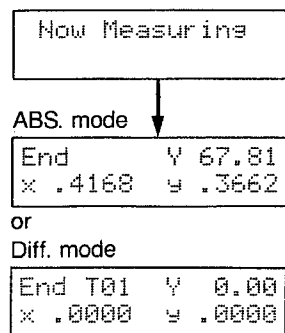 Now Measuring
ABS. mode
End Y 67.81
x .4168 y .3662
or
Diff. mode
End T01 Y 0.00
x .0000 y .0000